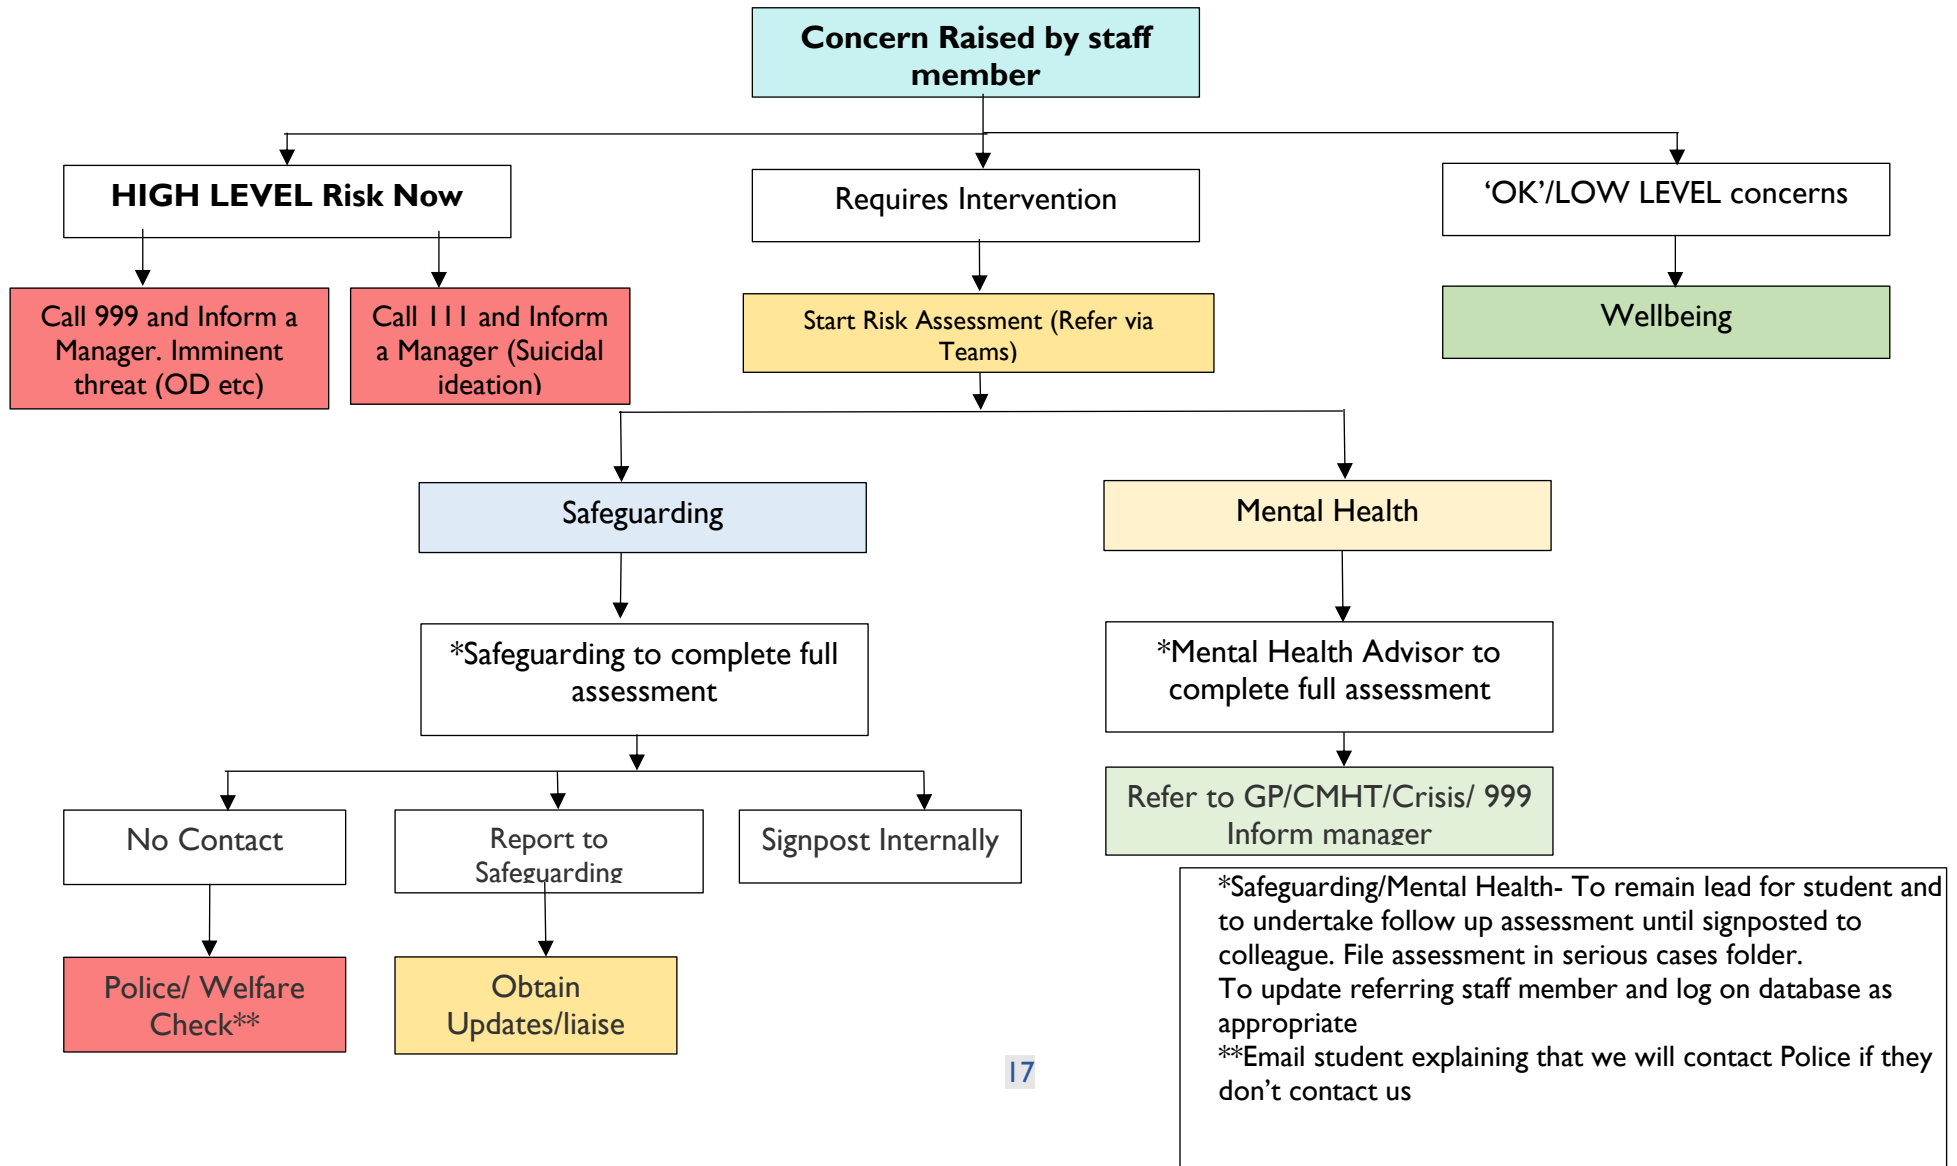 Concern Raised by staff
member
HIGH LEVEL Risk Now
Requires Intervention
‘OK’/LOW LEVEL concerns
Call 999 and Inform a
Manager. Imminent
threat (OD etc)
Call 111 and Inform
a Manager (Suicidal
ideation)
Start Risk Assessment (Refer via
Teams)
Wellbeing
Safeguarding
Mental Health
*Safeguarding to complete full
assessment
*Mental Health Advisor to
complete full assessment
No Contact
Report to
Safeguarding
Signpost Internally
Refer to GP/CMHT/Crisis/ 999
Inform manager
Police/ Welfare
Check**
Obtain
Updates/liaise
*Safeguarding/Mental Health- To remain lead for student and
to undertake follow up assessment until signposted to
colleague. File assessment in serious cases folder.
To update referring staff member and log on database as
appropriate
**Email student explaining that we will contact Police if they
don’t contact us
17